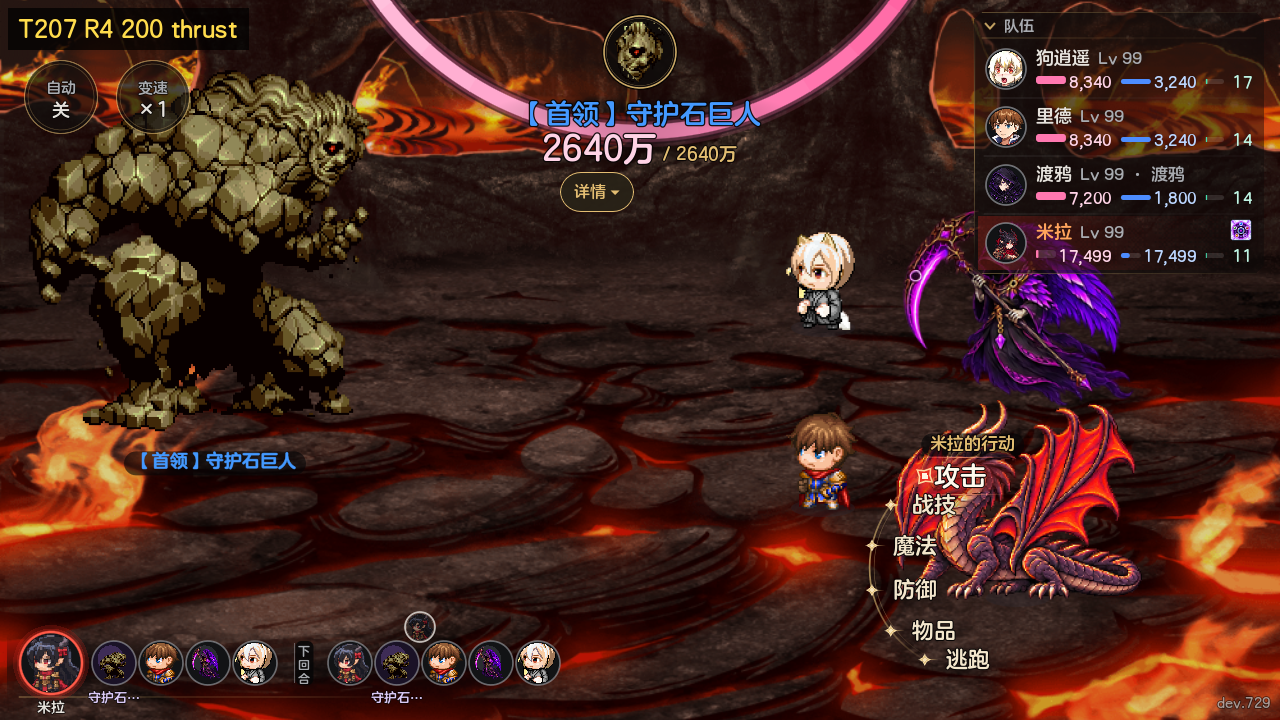 T207 R4 200 thrust
自动
关
变速
×1
【首领】守护石巨人
2640万 / 2640万
详情
队伍
狗逍遥 Lv 99
8,340 3,240 17
里德 Lv 99
8,340 3,240 14
渡鸦 Lv 99 · 渡鸦
7,200 1,800 14
米拉 Lv 99
17,499 17,499 11
【首领】守护石巨人
米拉的行动
攻击
战技
魔法
防御
物品
逃跑
下回合
米拉
守护石…
守护石…
dev.729